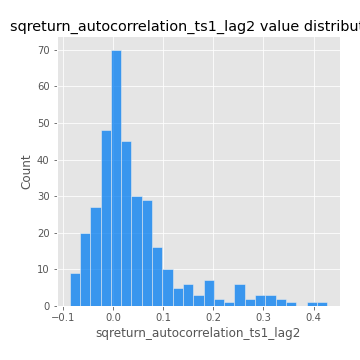 sqreturn_autocorrelation_ts1_lag2 value distribut
70
60
50
40
30
20
10
0
Count
-0.1 0.0 0.1 0.2 0.3 0.4
sqreturn_autocorrelation_ts1_lag2